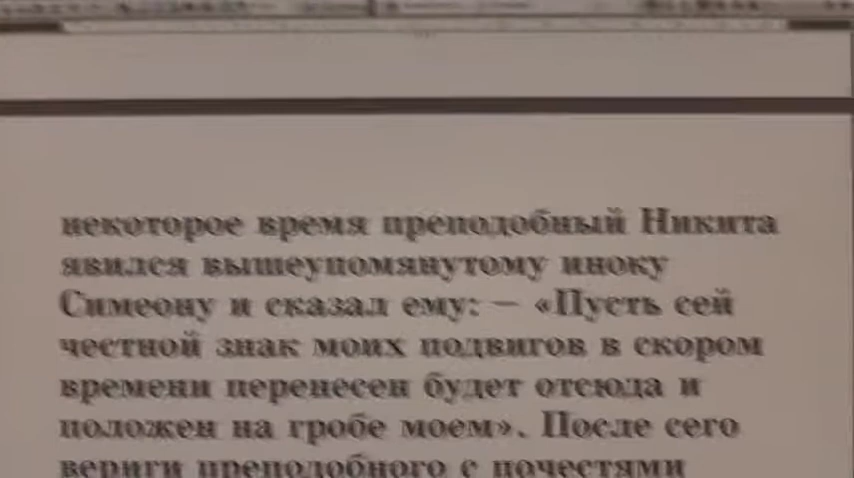 некоторое время преподобный Никита
явился вышеупомянутому иноку
Симеону и сказал ему: – «Пусть сей
честной знак моих подвигов в скором
времени перенесен будет отсюда и
положен на гробе моем». После сего
вериги преподобного с почестями